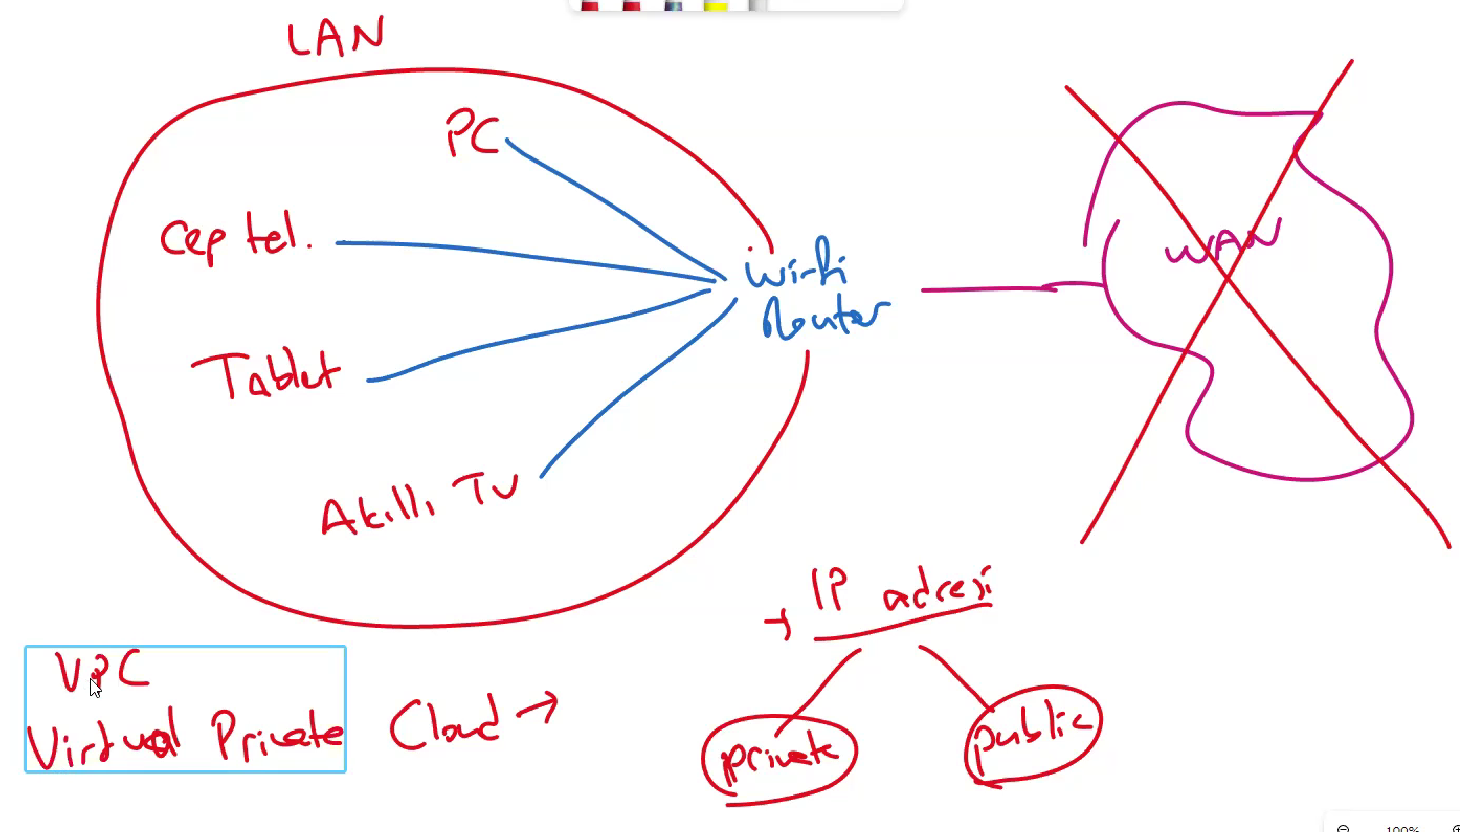 LAN
PC
Cep tel.
WAN
Wi-fi
Router
Tablet
Akıllı TV
IP adresi
VPC
Virtual Private Cloud →
private
public
100%